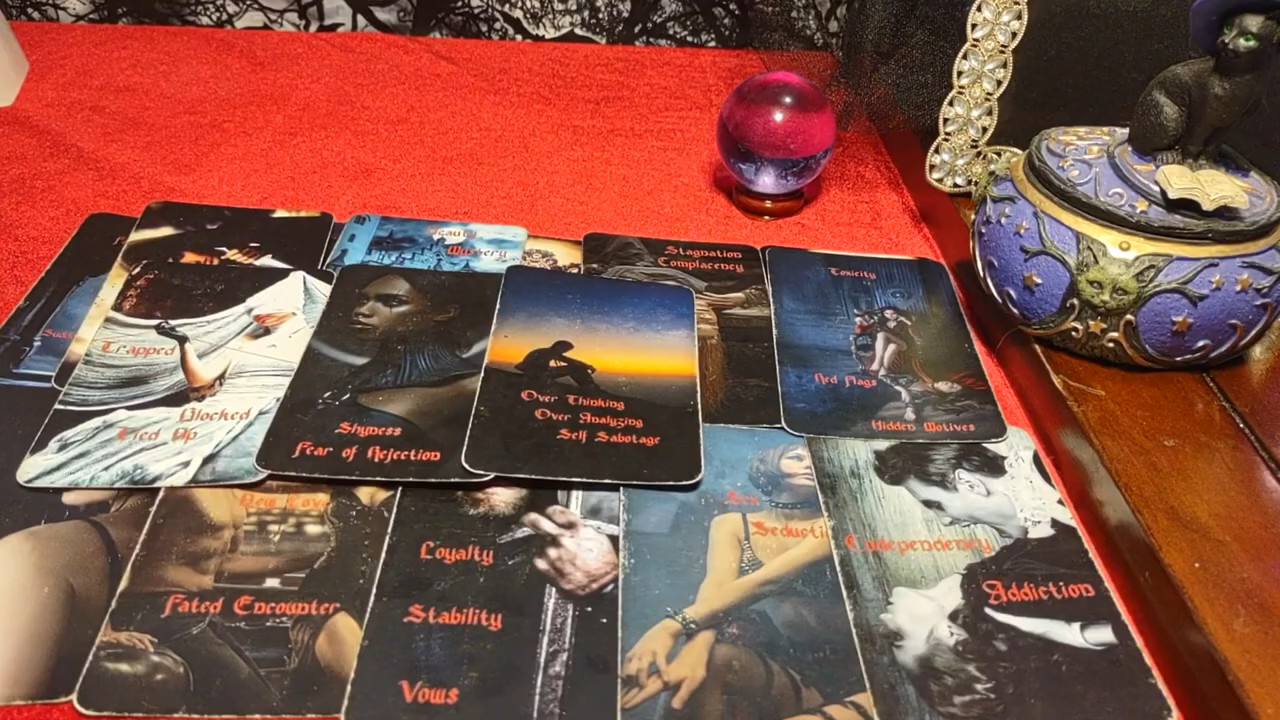 Beauty
Mastery
Stagnation
Complacency
Toxicity
Red Flags
Hidden Motives
Trapped
Blocked
Tied Up
Shyness
Fear of Rejection
Over Thinking
Over Analyzing
Self Sabotage
New Love
Fated Encounter
Loyalty
Stability
Vows
Sex
Seducti
Codependency
Addiction